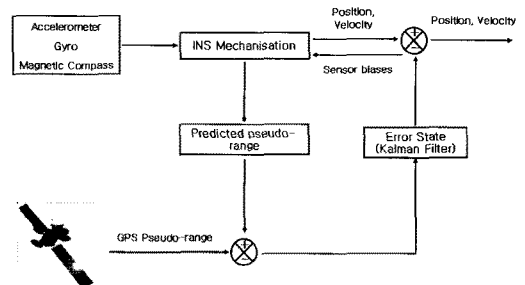 Accelerometer
Gyro
Magnetic Compass
INS Mechanisation
Position,
Velocity
Position, Velocity
Sensor biases
Predicted pseudo-
range
Error State
(Kalman Filter)
GPS Pseudo-range